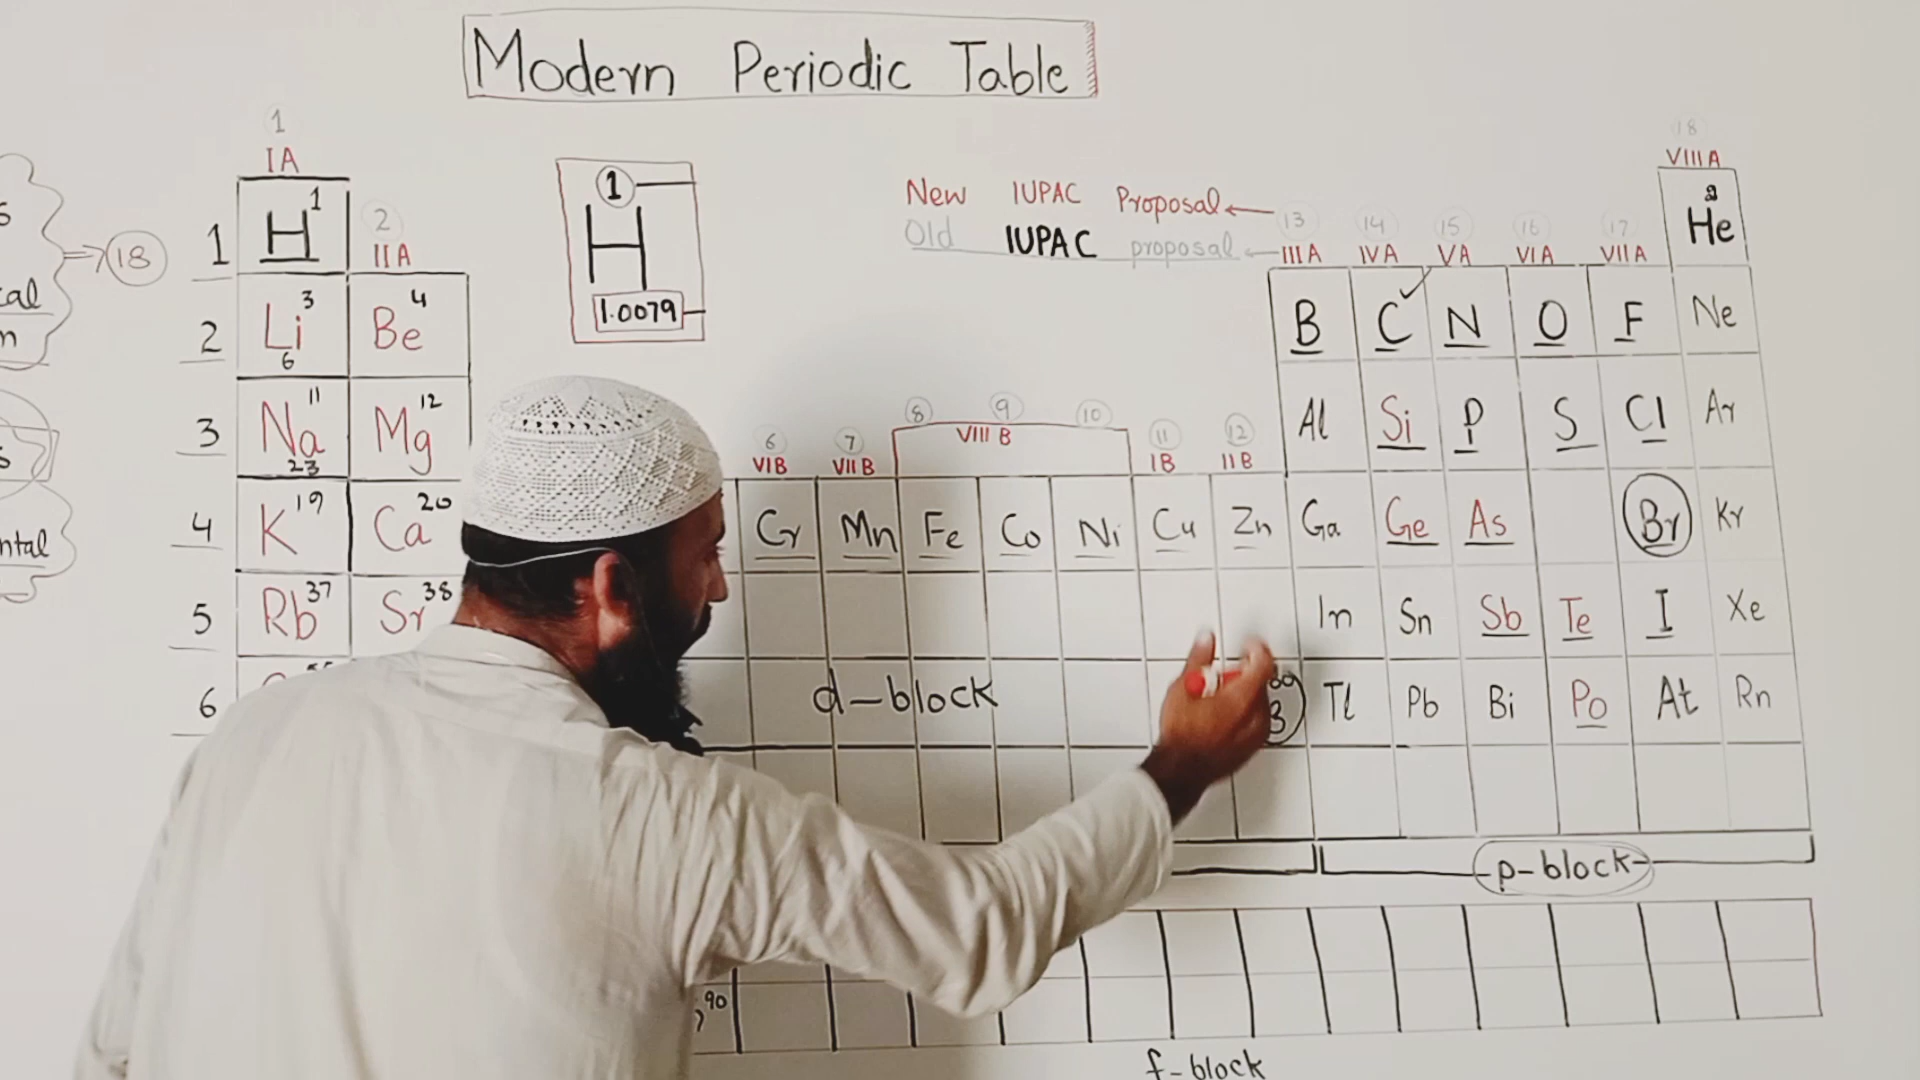 Modern Periodic Table
1
18
IA
VIIIA
1
H 1
2
IIA
1
H
1.0079
New IUPAC Proposal
Old IUPAC proposal
13 14 15 16 17
IIIA IVA VA VIA VIIA
2
He
18
cal
2
Li 3
6
Be 4
B C N O F Ne
3
Na 11
23
Mg 12
Al Si P S Cl Ar
6 7 8 9 10 11 12
VIB VIIB VIIIB IB IIB
4
K 19
Ca 20
Cr Mn Fe Co Ni Cu Zn Ga Ge As Br Kr
ntal
5
Rb 37
Sr 38
In Sn Sb Te I Xe
6
d-block
Tl Pb Bi Po At Rn
p-block
90
f-block